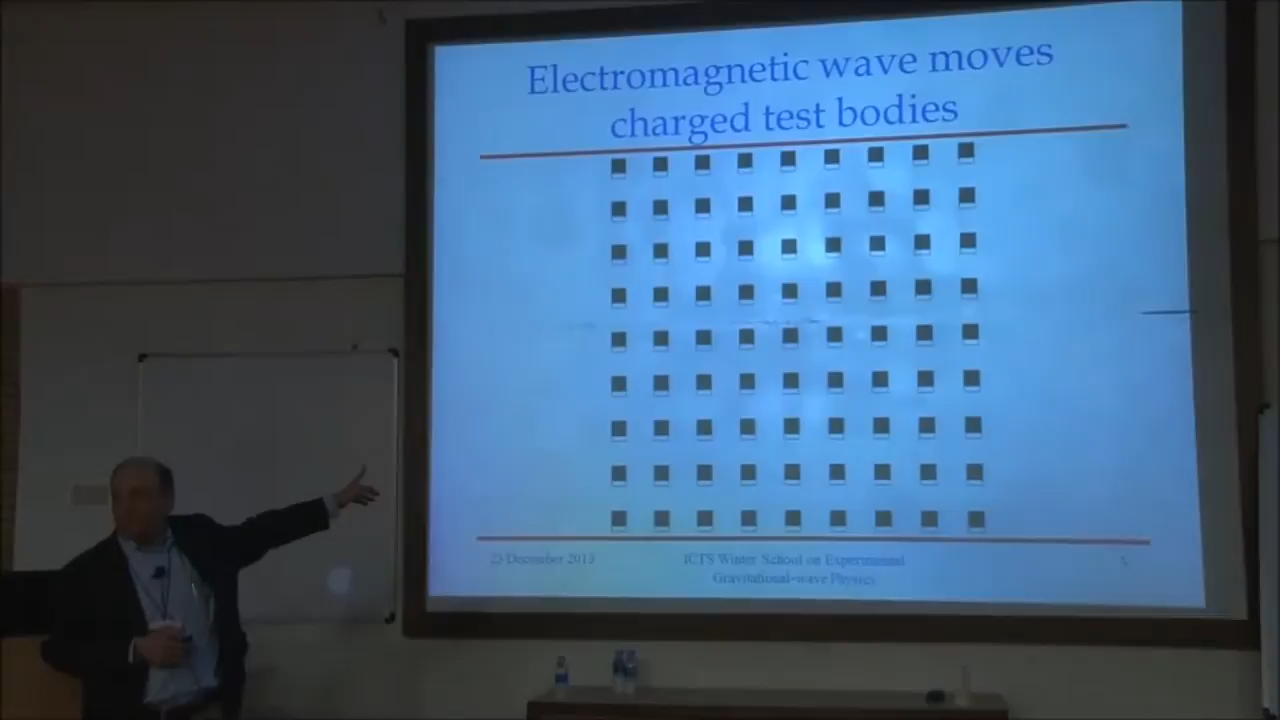 Electromagnetic wave moves
charged test bodies
23 December 2013
ICTS Winter School on Experimental
Gravitational-wave Physics